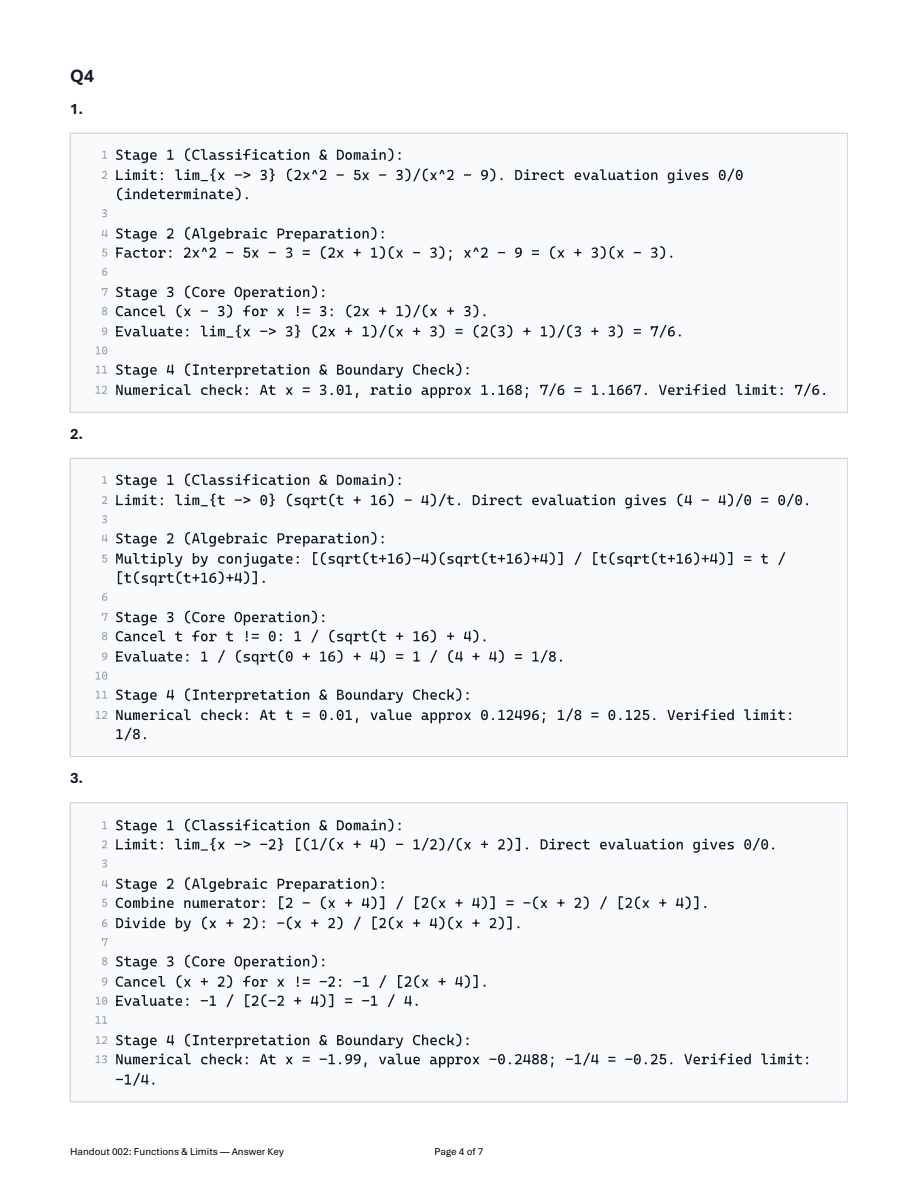 Q4
1.
1 Stage 1 (Classification & Domain):
2 Limit: lim_{x -> 3} (2x^2 - 5x - 3)/(x^2 - 9). Direct evaluation gives 0/0
(indeterminate).
3
4 Stage 2 (Algebraic Preparation):
5 Factor: 2x^2 - 5x - 3 = (2x + 1)(x - 3); x^2 - 9 = (x + 3)(x - 3).
6
7 Stage 3 (Core Operation):
8 Cancel (x - 3) for x != 3: (2x + 1)/(x + 3).
9 Evaluate: lim_{x -> 3} (2x + 1)/(x + 3) = (2(3) + 1)/(3 + 3) = 7/6.
10
11 Stage 4 (Interpretation & Boundary Check):
12 Numerical check: At x = 3.01, ratio approx 1.168; 7/6 = 1.1667. Verified limit: 7/6.
2.
1 Stage 1 (Classification & Domain):
2 Limit: lim_{t -> 0} (sqrt(t + 16) - 4)/t. Direct evaluation gives (4 - 4)/0 = 0/0.
3
4 Stage 2 (Algebraic Preparation):
5 Multiply by conjugate: [(sqrt(t+16)-4)(sqrt(t+16)+4)] / [t(sqrt(t+16)+4)] = t /
[t(sqrt(t+16)+4)].
6
7 Stage 3 (Core Operation):
8 Cancel t for t != 0: 1 / (sqrt(t + 16) + 4).
9 Evaluate: 1 / (sqrt(0 + 16) + 4) = 1 / (4 + 4) = 1/8.
10
11 Stage 4 (Interpretation & Boundary Check):
12 Numerical check: At t = 0.01, value approx 0.12496; 1/8 = 0.125. Verified limit:
1/8.
3.
1 Stage 1 (Classification & Domain):
2 Limit: lim_{x -> -2} [(1/(x + 4) - 1/2)/(x + 2)]. Direct evaluation gives 0/0.
3
4 Stage 2 (Algebraic Preparation):
5 Combine numerator: [2 - (x + 4)] / [2(x + 4)] = -(x + 2) / [2(x + 4)].
6 Divide by (x + 2): -(x + 2) / [2(x + 4)(x + 2)].
7
8 Stage 3 (Core Operation):
9 Cancel (x + 2) for x != -2: -1 / [2(x + 4)].
10 Evaluate: -1 / [2(-2 + 4)] = -1 / 4.
11
12 Stage 4 (Interpretation & Boundary Check):
13 Numerical check: At x = -1.99, value approx -0.2488; -1/4 = -0.25. Verified limit:
-1/4.
Handout 002: Functions & Limits — Answer Key
Page 4 of 7